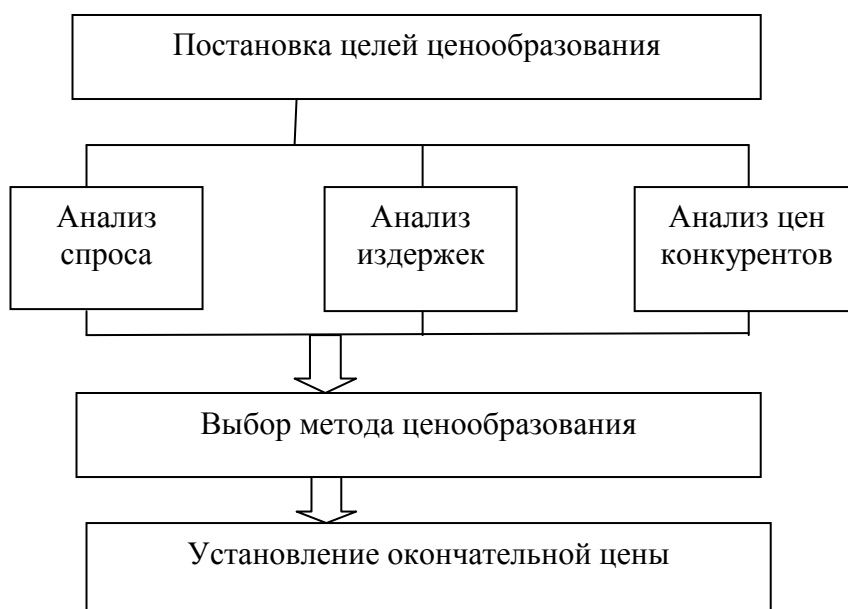 Постановка целей ценообразования
Анализ
спроса
Анализ
издержек
Анализ цен
конкурентов
Выбор метода ценообразования
Установление окончательной цены